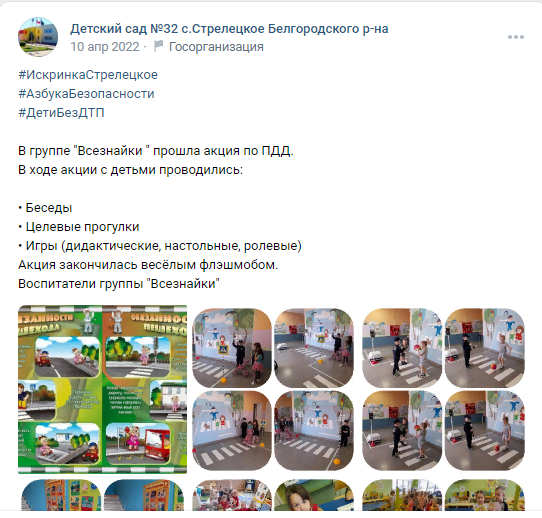 Детский сад №32 с.Стрелецкое Белгородского р-на
10 апр 2022 · Госорганизация
#ИскринкаСтрелецкое
#АзбукаБезопасности
#ДетиБезДТП
В группе "Всезнайки " прошла акция по ПДД.
В ходе акции с детьми проводились:
• Беседы
• Целевые прогулки
• Игры (дидактические, настольные, ролевые)
Акция закончилась весёлым флэшмобом.
Воспитатели группы "Всезнайки"